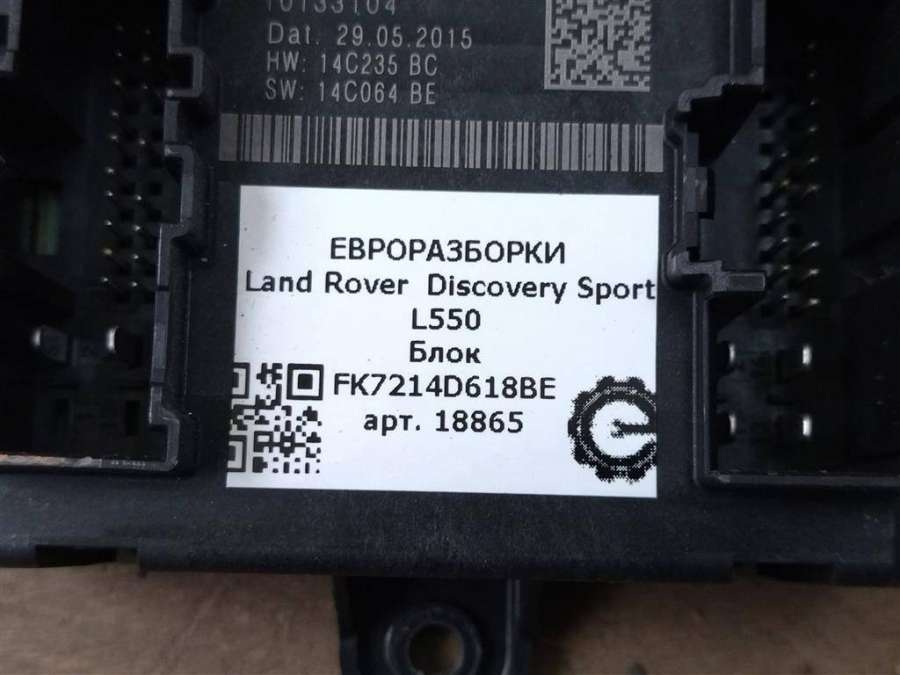 10133104
Dat. 29.05.2015
HW: 14C235 BC
SW: 14C064 BE
ЕВРОРАЗБОРКИ
Land Rover Discovery Sport
L550
Блок
FK7214D618BE
арт. 18865